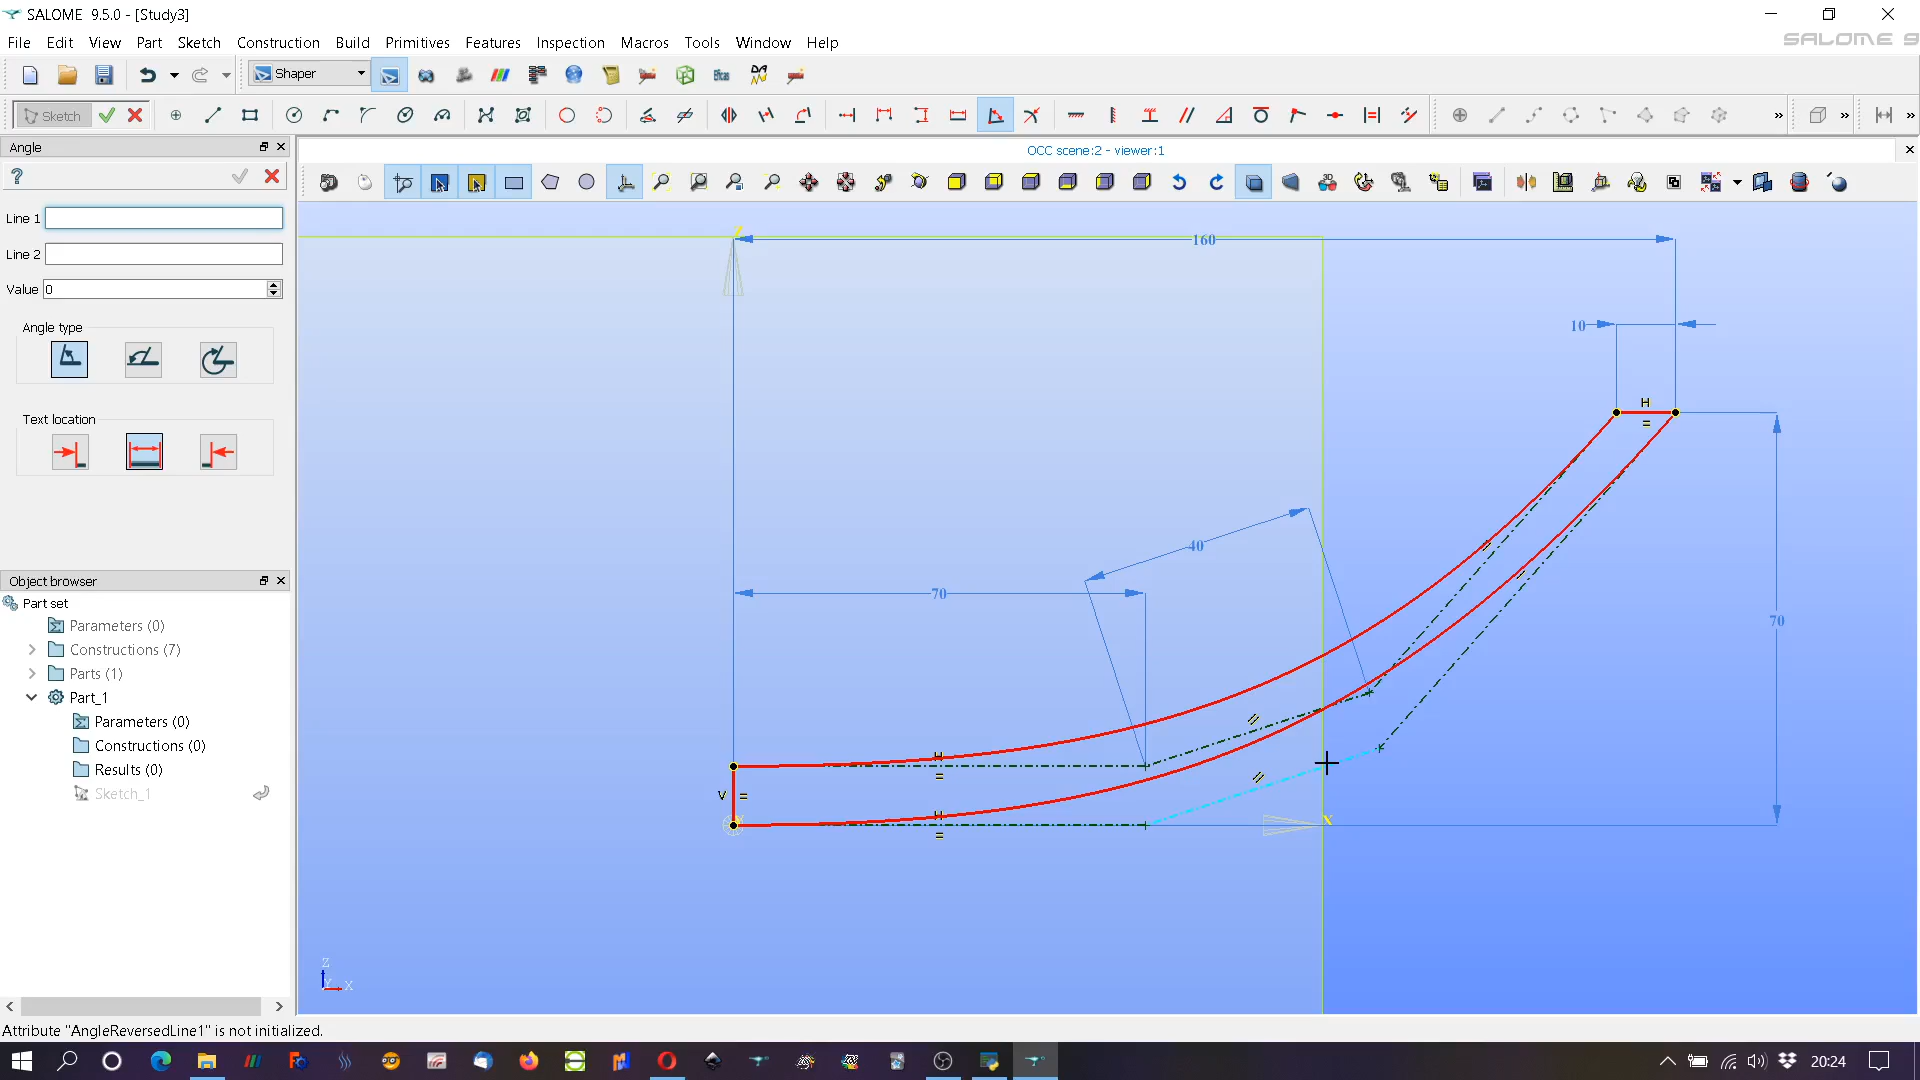 SALOME 9.5.0 - [Study3]
File Edit View Part Sketch Construction Build Primitives Features Inspection Macros Tools Window Help
SALOME 9
Shaper
Sketch
Angle
OCC scene:2 - viewer:1
?
Line 1
Line 2
Value 0
Angle type
Text location
Object browser
Part set
Parameters (0)
Constructions (7)
Parts (1)
Part_1
Parameters (0)
Constructions (0)
Results (0)
Sketch_1
Z
160
10
H
=
40
70
70
H
=
V =
H
=
X
Z
Y X
Attribute "AngleReversedLine1" is not initialized.
20:24